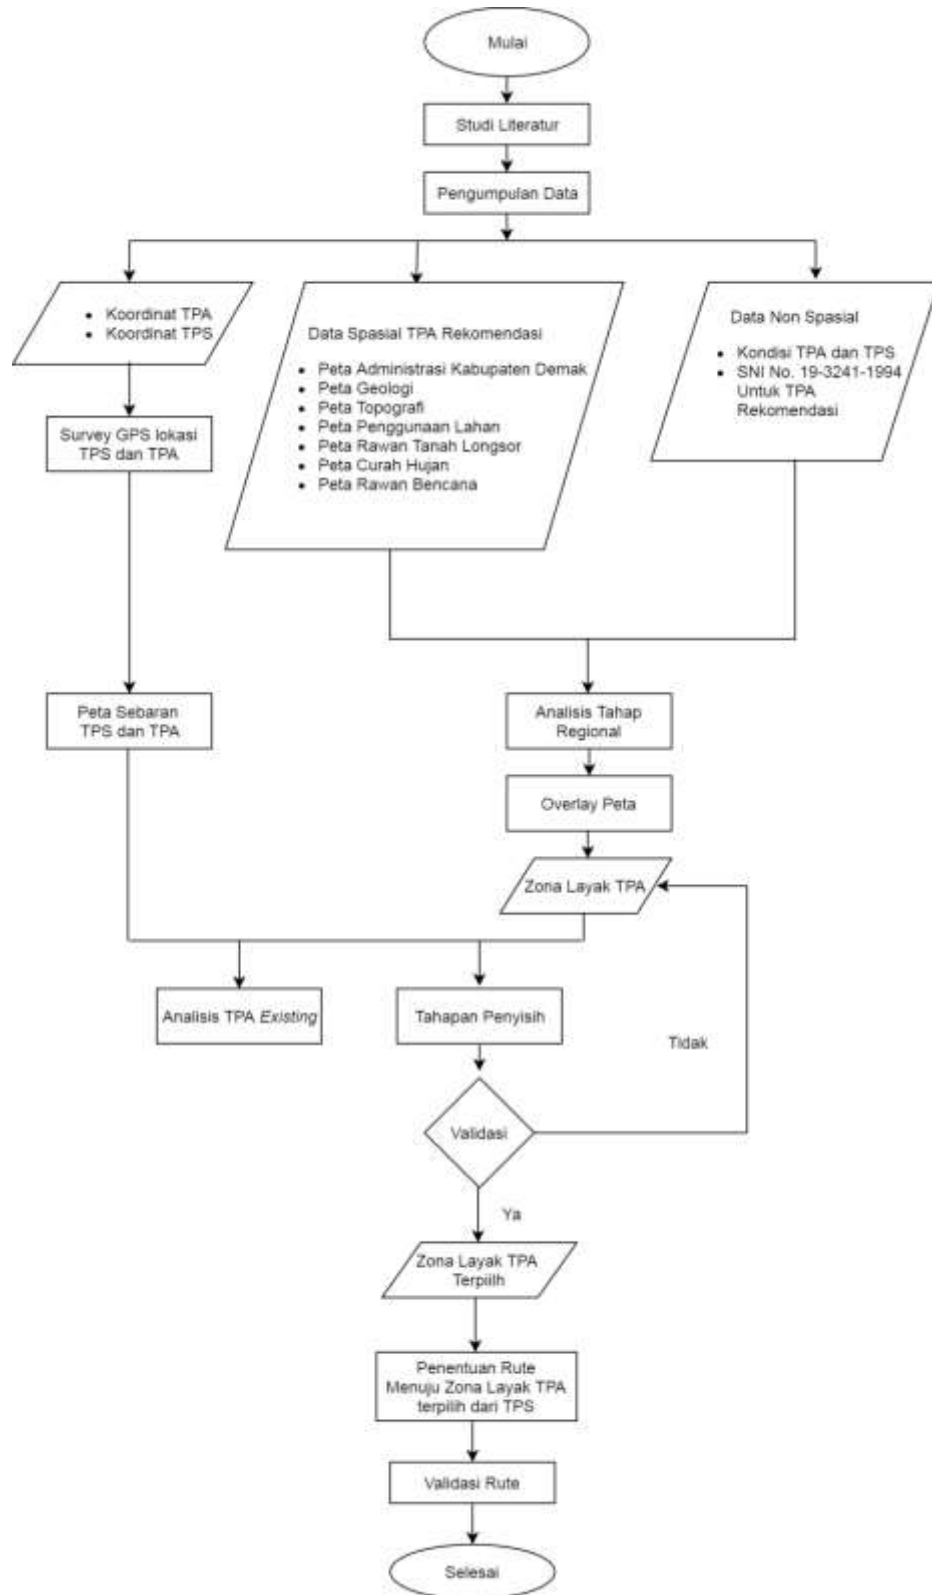 Mulai
Studi Literatur
Pengumpulan Data
• Koordinat TPA
• Koordinat TPS
Data Spasial TPA Rekomendasi
• Peta Administrasi Kabupaten Demak
• Peta Geologi
• Peta Topografi
• Peta Penggunaan Lahan
• Peta Rawan Tanah Longsor
• Peta Curah Hujan
• Peta Rawan Bencana
Data Non Spasial
• Kondisi TPA dan TPS
• SNI No. 19-3241-1994
Untuk TPA
Rekomendasi
Survey GPS lokasi
TPS dan TPA
Peta Sebaran
TPS dan TPA
Analisis Tahap
Regional
Overlay Peta
Zona Layak TPA
Analisis TPA Existing
Tahapan Penyisih
Tidak
Validasi
Ya
Zona Layak TPA
Terpiilh
Penentuan Rute
Menuju Zona Layak TPA
terpilih dari TPS
Validasi Rute
Selesai